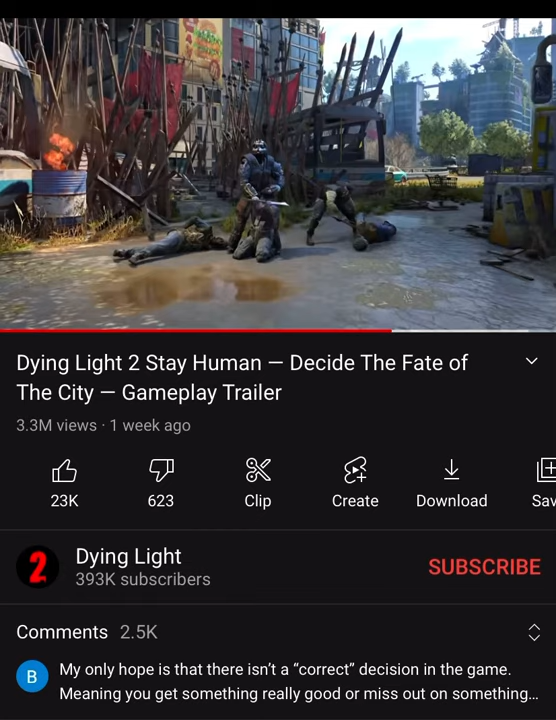 Dying Light 2 Stay Human — Decide The Fate of
The City — Gameplay Trailer
3.3M views · 1 week ago
23K
623
Clip
Create
Download
Sav
2
Dying Light
393K subscribers
SUBSCRIBE
Comments 2.5K
B
My only hope is that there isn’t a “correct” decision in the game.
Meaning you get something really good or miss out on something...